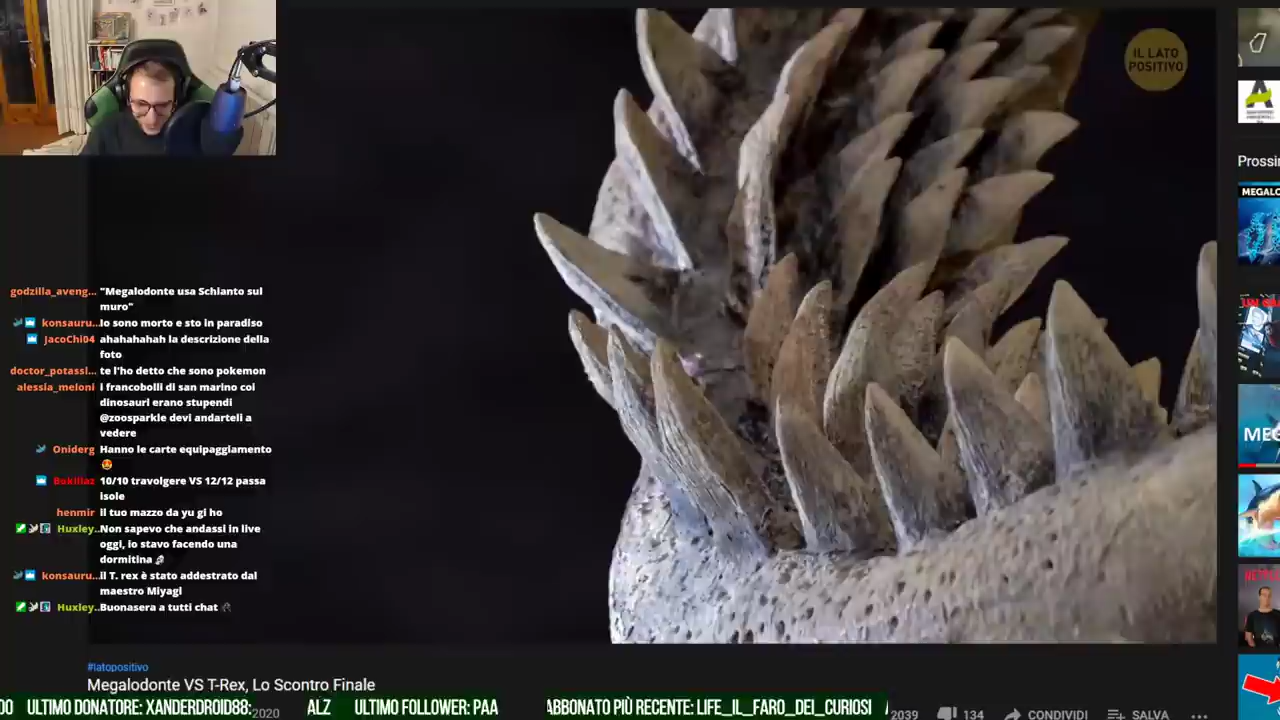 IL LATO
POSITIVO
godzilla_aveng... "Megalodonte usa Schianto sul
muro"
konsauru... Io sono morto e sto in paradiso
JacoChi04 ahahahahah la descrizione della
foto
doctor_potassi... te l'ho detto che sono pokemon
alessia_meloni i francobolli di san marino coi
dinosauri erano stupendi
@zoosparkle devi andarteli a
vedere
Oniderg Hanno le carte equipaggiamento
Bukillaz 10/10 travolgere VS 12/12 passa
isole
henmir il tuo mazzo da yu gi ho
Huxley.. Non sapevo che andassi in live
oggi, io stavo facendo una
dormitina
konsauru... il T. rex è stato addestrato dal
maestro Miyagi
Huxley.. Buonasera a tutti chat
Prossi
MEGALO
MEG
#latopositivo
Megalodonte VS T-Rex, Lo Scontro Finale
ULTIMO DONATORE: XANDERDROID88:
ALZ
ULTIMO FOLLOWER: PAA
ABBONATO PIÙ RECENTE: LIFE_IL_FARO_DEI_CURIOSI
2020
2039
134
CONDIVIDI
SALVA